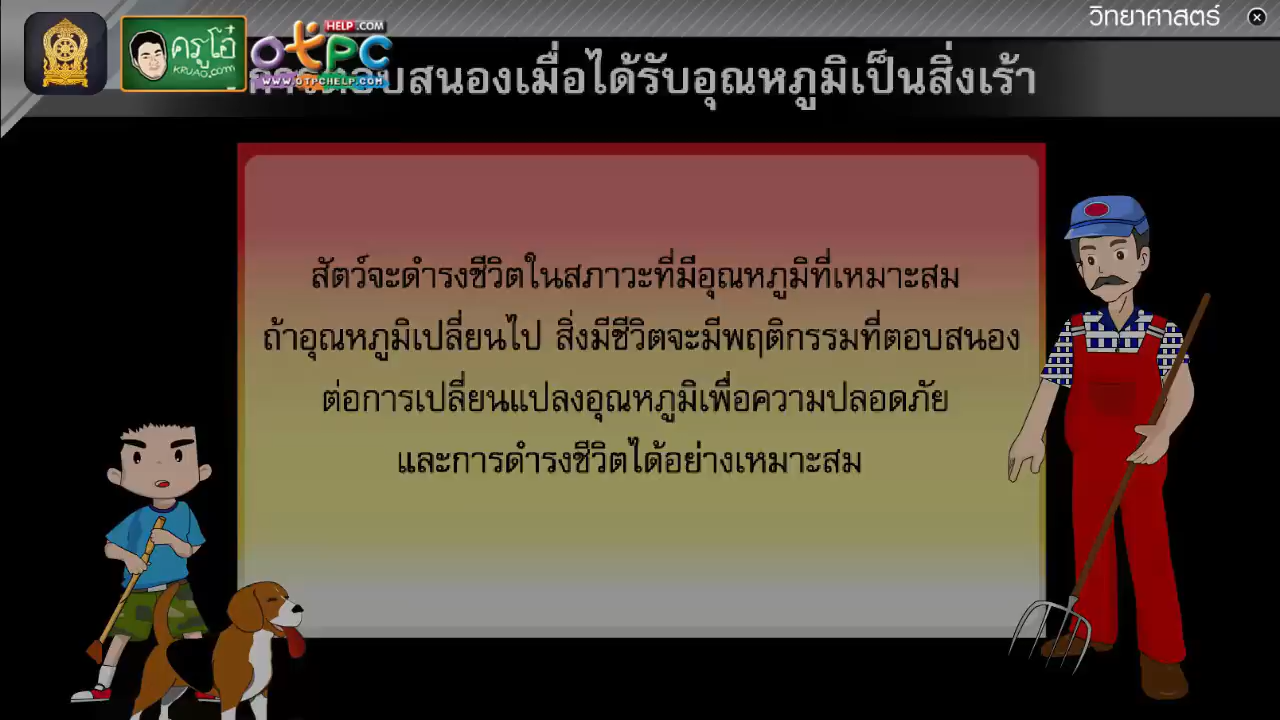 วิทยาศาสตร์
HELP.COM
ครูโอ๋
OTPC
KRUAO.com
WWW.OTPCHELP.COM
การตอบสนองเมื่อได้รับอุณหภูมิเป็นสิ่งเร้า
สัตว์จะดำรงชีวิตในสภาวะที่มีอุณหภูมิที่เหมาะสม
ถ้าอุณหภูมิเปลี่ยนไป สิ่งมีชีวิตจะมีพฤติกรรมที่ตอบสนอง
ต่อการเปลี่ยนแปลงอุณหภูมิเพื่อความปลอดภัย
และการดำรงชีวิตได้อย่างเหมาะสม